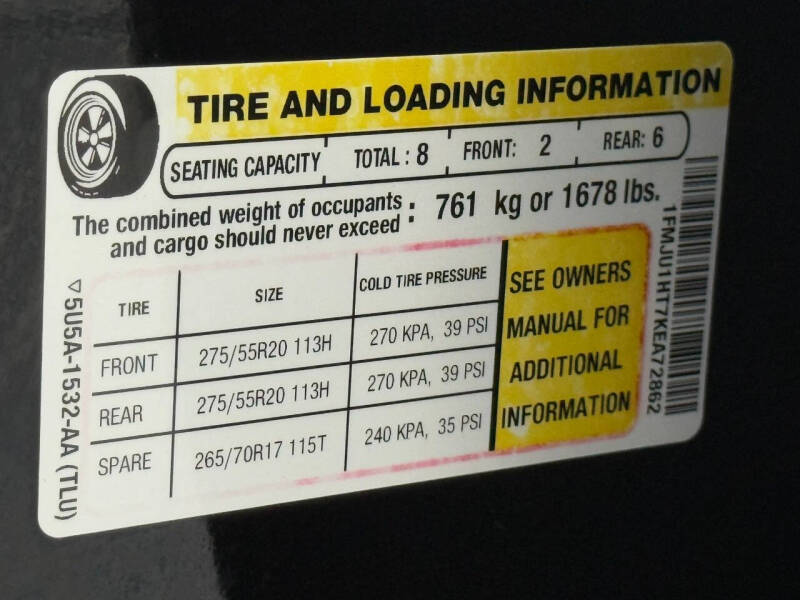 TIRE AND LOADING INFORMATION
SEATING CAPACITY TOTAL : 8 FRONT: 2 REAR: 6
The combined weight of occupants
and cargo should never exceed : 761 kg or 1678 lbs.
TIRE SIZE COLD TIRE PRESSURE
FRONT 275/55R20 113H 270 KPA, 39 PSI
REAR 275/55R20 113H 270 KPA, 39 PSI
SPARE 265/70R17 115T 240 KPA, 35 PSI
SEE OWNERS
MANUAL FOR
ADDITIONAL
INFORMATION
▽5U5A-1532-AA (TLU)
1FMJU1HT7KEA72862